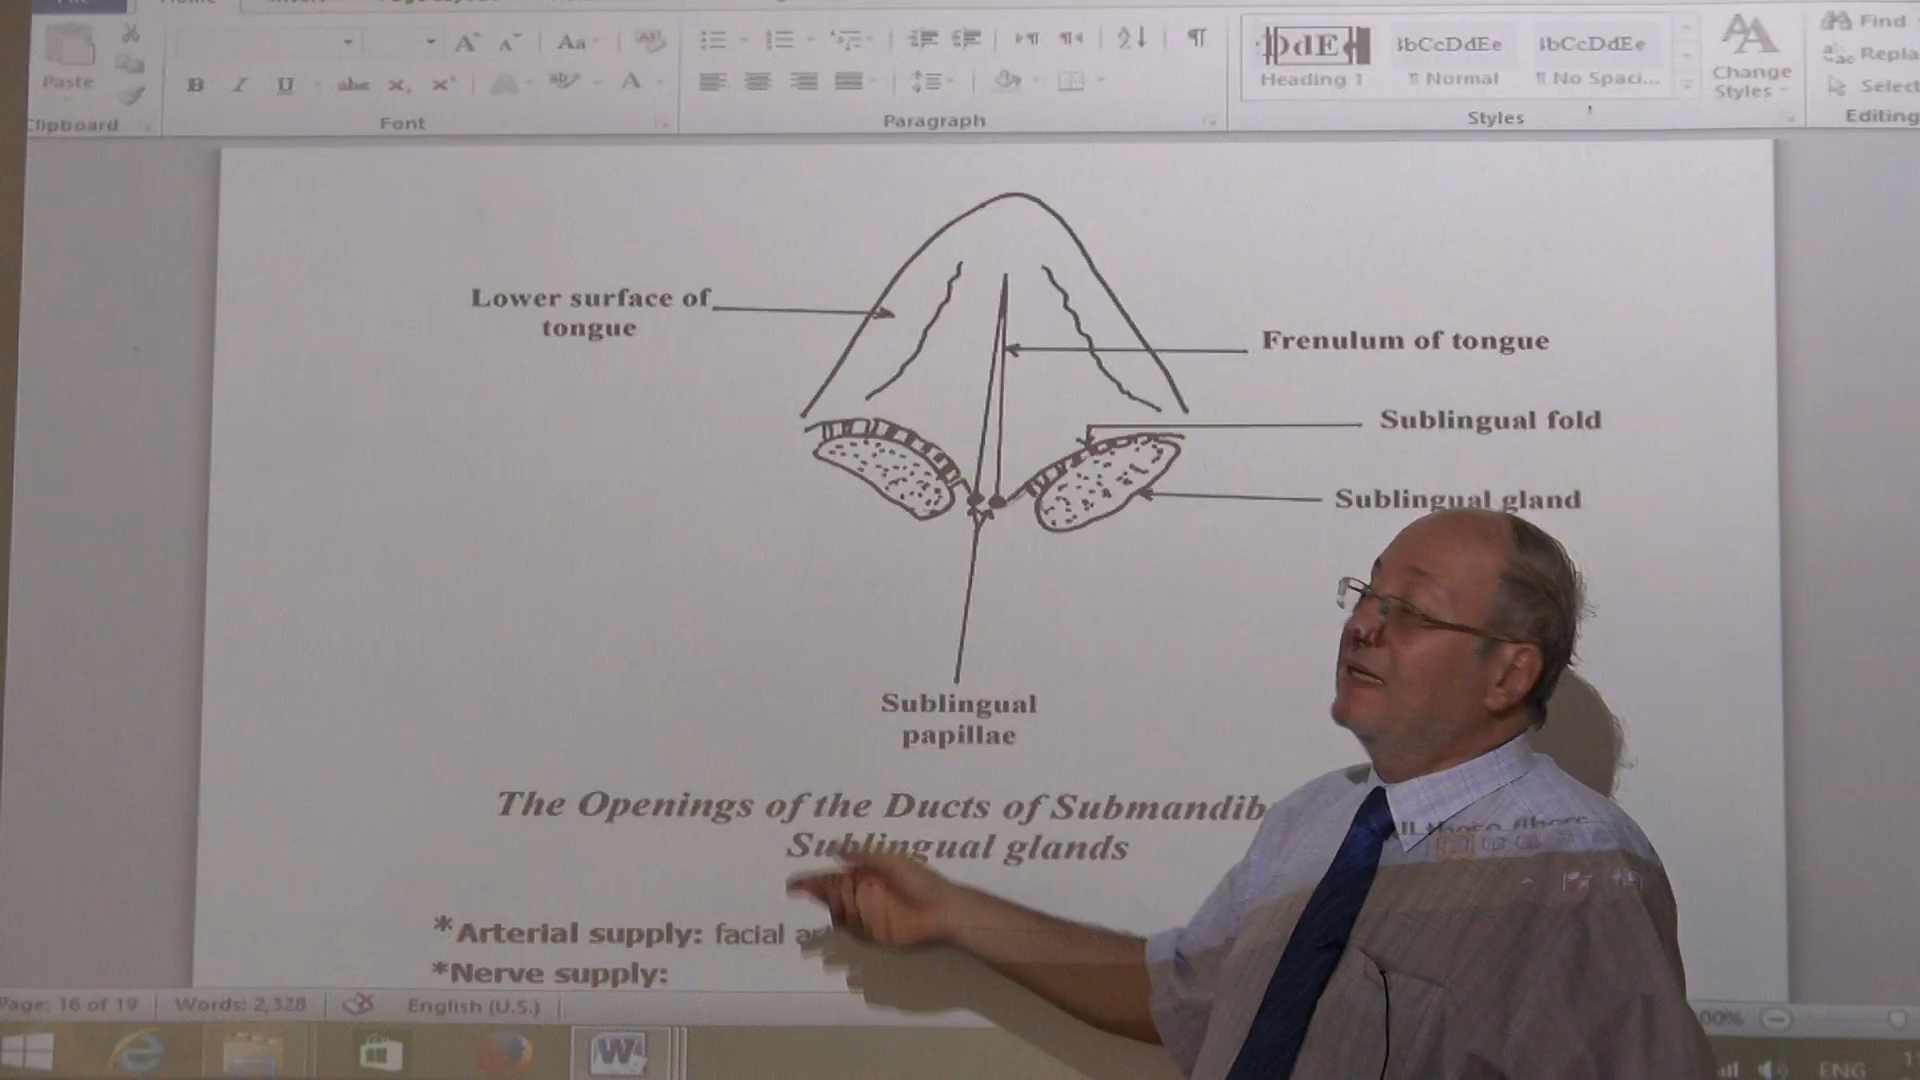 Paste
Clipboard
Aa
B I U abc x, x
Font
Paragraph
Heading 1
¶ Normal
¶ No Spaci...
Change
Styles
Styles
Find
Select
Editing
Lower surface of
tongue
Frenulum of tongue
Sublingual fold
Sublingual gland
Sublingual
papillae
The Openings of the Ducts of
Sublingual glands
*Arterial supply: facial
*Nerve supply:
Page: 16 of 19
Words: 2,328
English (U.S.)
ENG